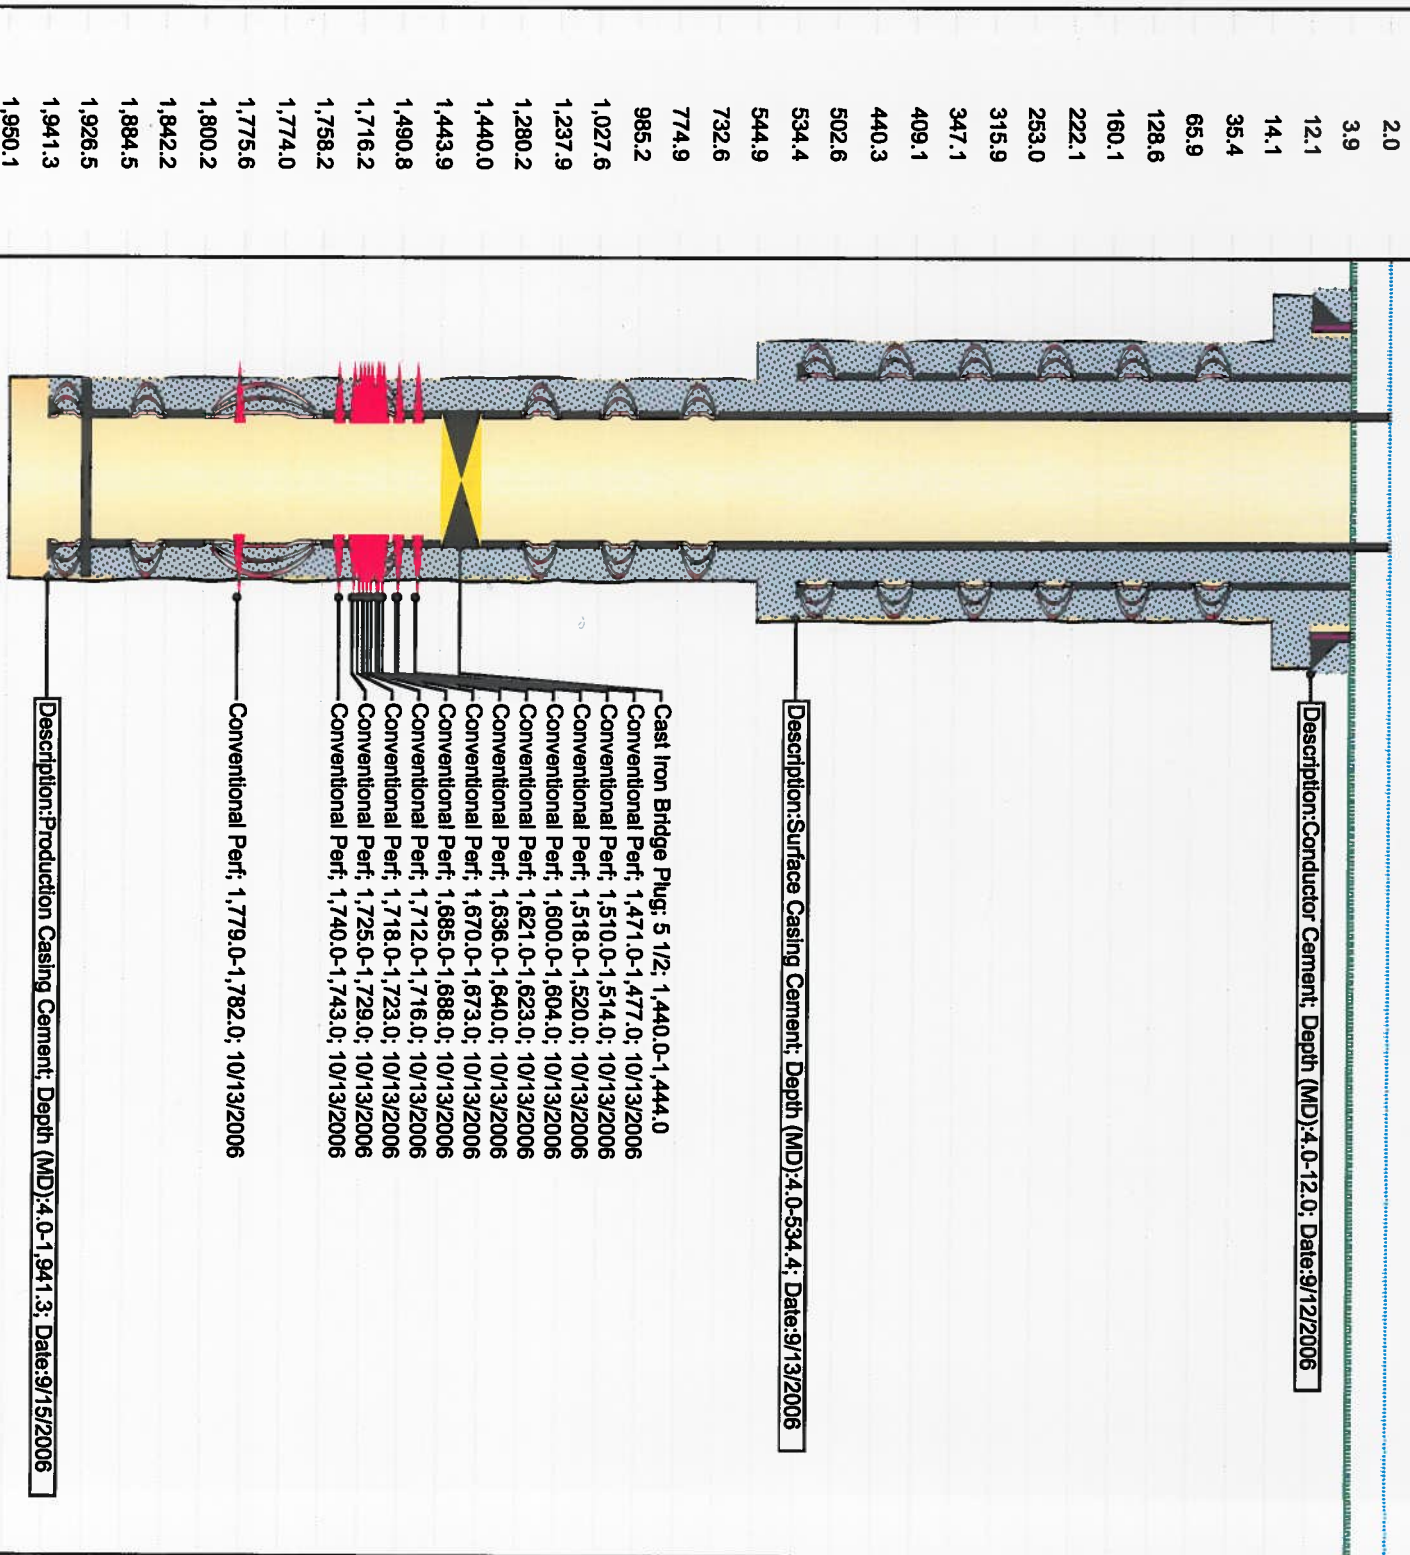 2.0
3.9
12.1
14.1
35.4
65.9
128.6
160.1
222.1
253.0
315.9
347.1
409.1
440.3
502.6
534.4
544.9
732.6
774.9
985.2
1,027.6
1,237.9
1,280.2
1,440.0
1,443.9
1,490.8
1,716.2
1,758.2
1,774.0
1,775.6
1,800.2
1,842.2
1,884.5
1,926.5
1,941.3
1,950.1
Description:Conductor Cement; Depth (MD):4.0-12.0; Date:9/12/2006
Description:Surface Casing Cement; Depth (MD):4.0-534.4; Date:9/13/2006
Cast Iron Bridge Plug; 5 1/2; 1,440.0-1,444.0
Conventional Perf; 1,471.0-1,477.0; 10/13/2006
Conventional Perf; 1,510.0-1,514.0; 10/13/2006
Conventional Perf; 1,518.0-1,520.0; 10/13/2006
Conventional Perf; 1,600.0-1,604.0; 10/13/2006
Conventional Perf; 1,621.0-1,623.0; 10/13/2006
Conventional Perf; 1,636.0-1,640.0; 10/13/2006
Conventional Perf; 1,670.0-1,673.0; 10/13/2006
Conventional Perf; 1,685.0-1,688.0; 10/13/2006
Conventional Perf; 1,712.0-1,716.0; 10/13/2006
Conventional Perf; 1,718.0-1,723.0; 10/13/2006
Conventional Perf; 1,725.0-1,729.0; 10/13/2006
Conventional Perf; 1,740.0-1,743.0; 10/13/2006
Conventional Perf; 1,779.0-1,782.0; 10/13/2006
Description:Production Casing Cement; Depth (MD):4.0-1,941.3; Date:9/15/2006